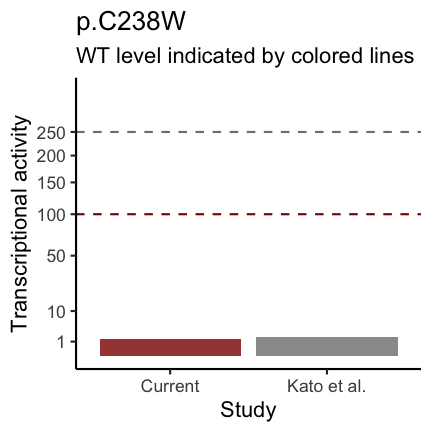 p.C238W
WT level indicated by colored lines
Transcriptional activity
250
200
150
100
50
10
1
Current
Kato et al.
Study